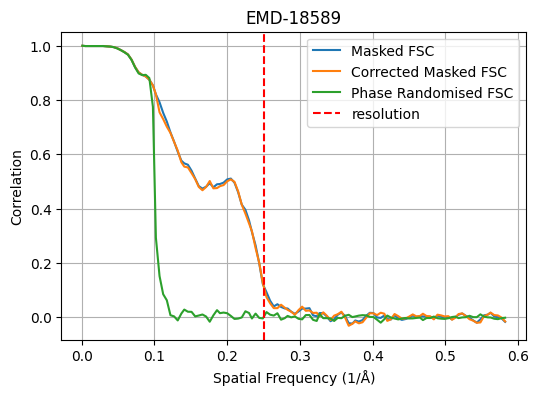 EMD-18589
Masked FSC
Corrected Masked FSC
Phase Randomised FSC
resolution
Correlation
1.0
0.8
0.6
0.4
0.2
0.0
0.0 0.1 0.2 0.3 0.4 0.5 0.6
Spatial Frequency (1/Å)